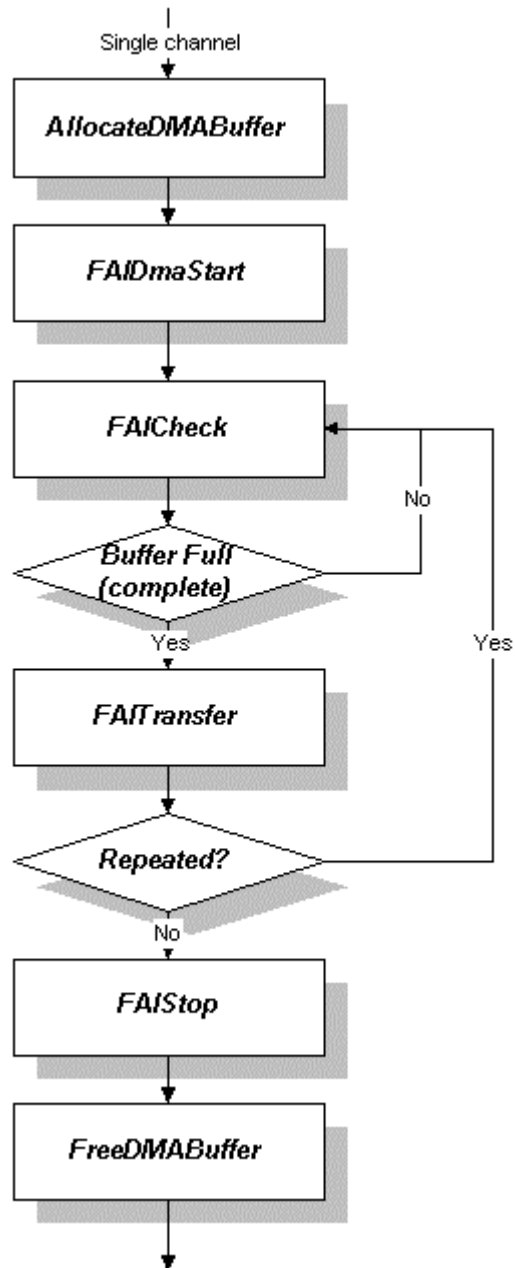 Single channel
AllocateDMABuffer
FAIDmaStart
FAICheck
No
Buffer Full
(complete)
Yes
Yes
FAITransfer
Repeated?
No
FAIStop
FreeDMABuffer